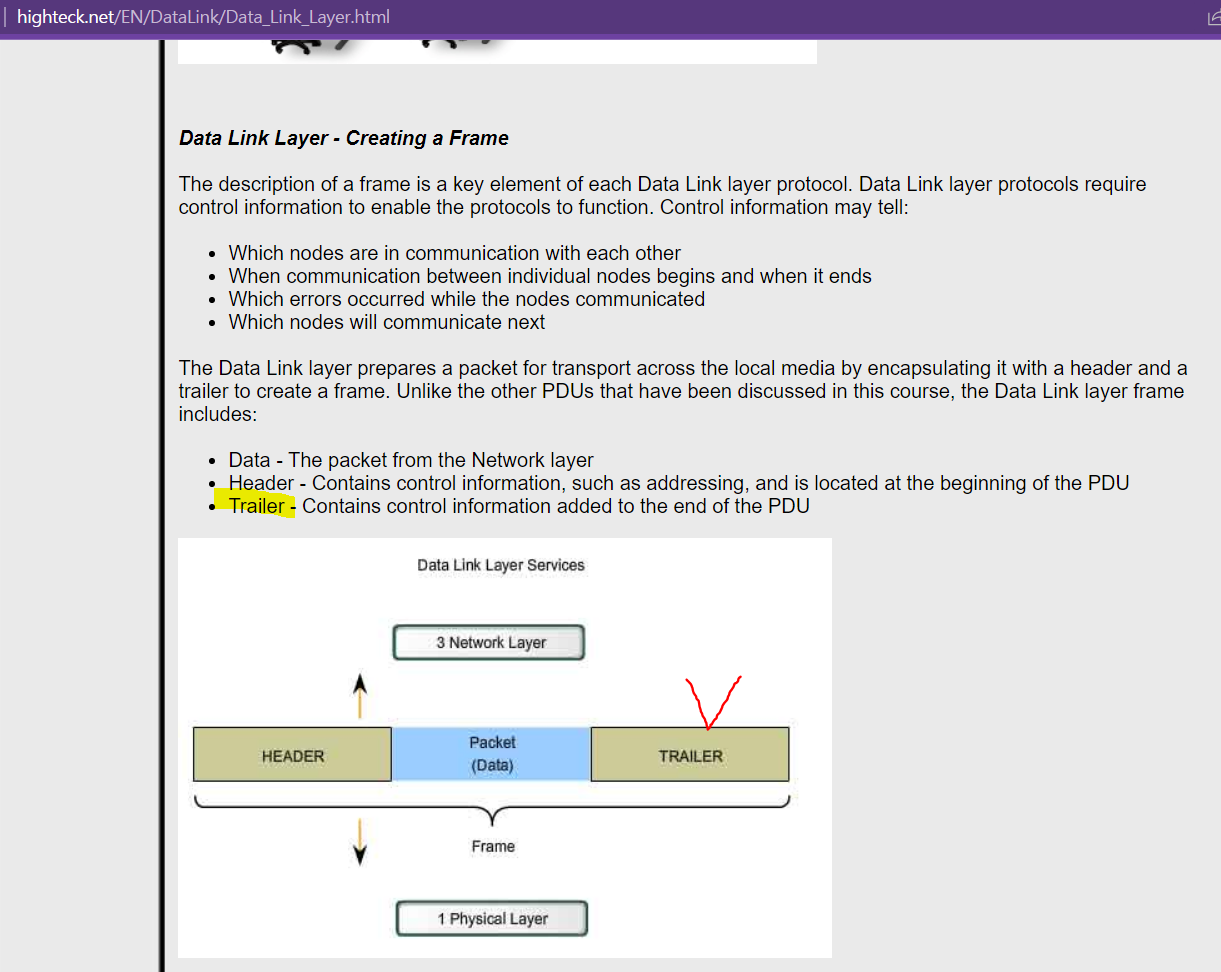 highteck.net/EN/DataLink/Data_Link_Layer.html
Data Link Layer - Creating a Frame
The description of a frame is a key element of each Data Link layer protocol. Data Link layer protocols require
control information to enable the protocols to function. Control information may tell:
Which nodes are in communication with each other
When communication between individual nodes begins and when it ends
Which errors occurred while the nodes communicated
Which nodes will communicate next
The Data Link layer prepares a packet for transport across the local media by encapsulating it with a header and a
trailer to create a frame. Unlike the other PDUs that have been discussed in this course, the Data Link layer frame
includes:
Data - The packet from the Network layer
Header - Contains control information, such as addressing, and is located at the beginning of the PDU
Trailer - Contains control information added to the end of the PDU
Data Link Layer Services
3 Network Layer
HEADER
Packet
(Data)
TRAILER
Frame
1 Physical Layer